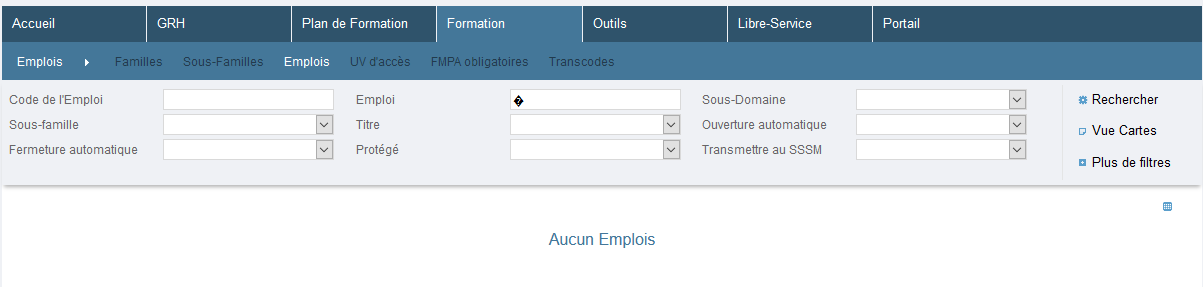 Accueil GRH Plan de Formation Formation Outils Libre-Service Portail
Emplois Familles Sous-Familles Emplois UV d'accès FMPA obligatoires Transcodes
Code de l'Emploi Emploi � Sous-Domaine Rechercher
Sous-famille Titre Ouverture automatique Vue Cartes
Fermeture automatique Protégé Transmettre au SSSM Plus de filtres
Aucun Emplois